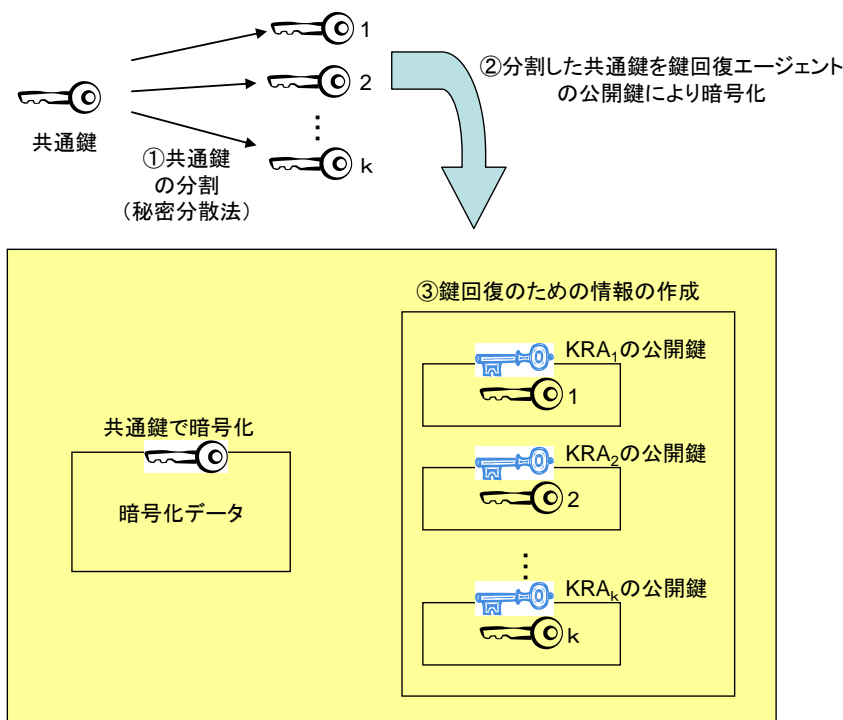 1
2
⋮
k
共通鍵
①共通鍵
の分割
（秘密分散法）
②分割した共通鍵を鍵回復エージェント
の公開鍵により暗号化
③鍵回復のための情報の作成
KRA₁の公開鍵
1
KRA₂の公開鍵
2
⋮
KRAₖの公開鍵
k
共通鍵で暗号化
暗号化データ